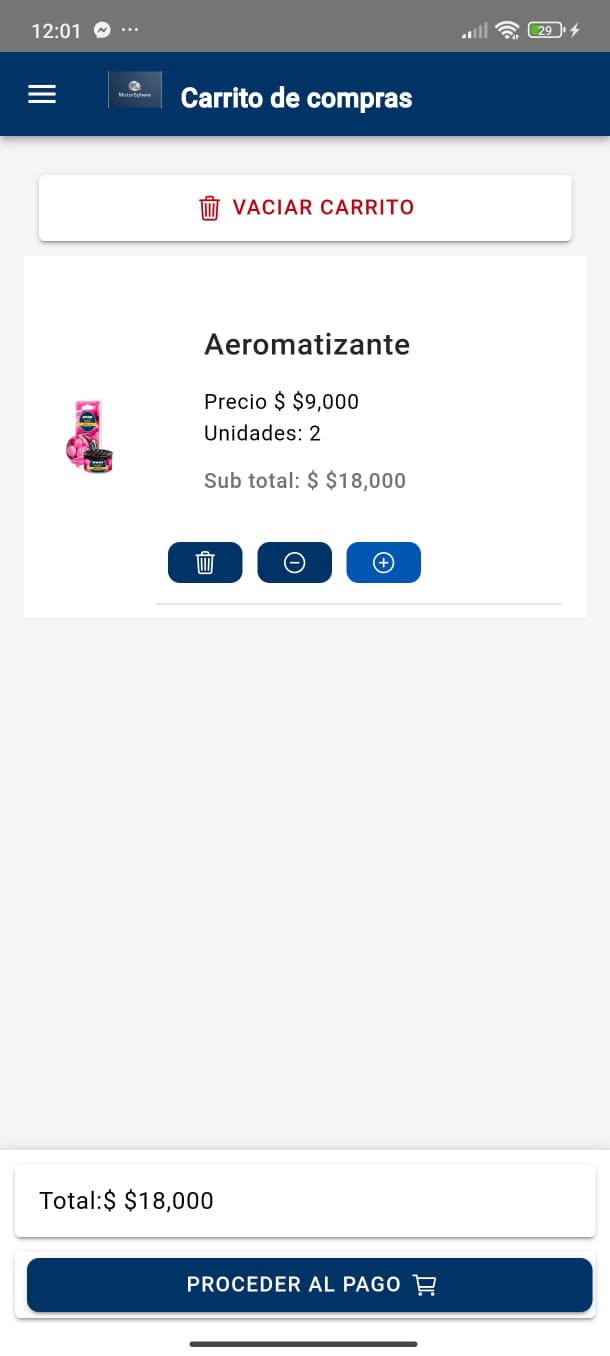 12:01
29
MotorSphere
Carrito de compras
VACIAR CARRITO
Aeromatizante
Precio $ $9,000
Unidades: 2
Sub total: $ $18,000
Total:$ $18,000
PROCEDER AL PAGO